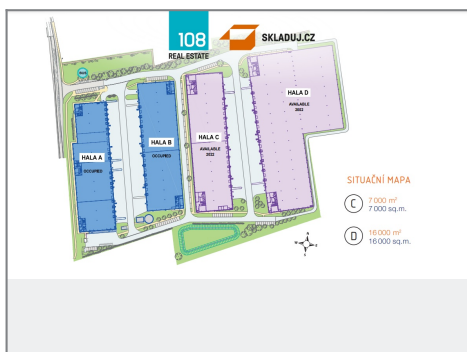 108
REAL ESTATE
SKLADUJ.CZ
HALA A
OCCUPIED
HALA B
OCCUPIED
HALA C
AVAILABLE
2022
HALA D
AVAILABLE
2022
SITUAČNÍ MAPA
C
7 000 m²
7 000 sq.m.
D
16 000 m²
16 000 sq.m.
N
W
E
S